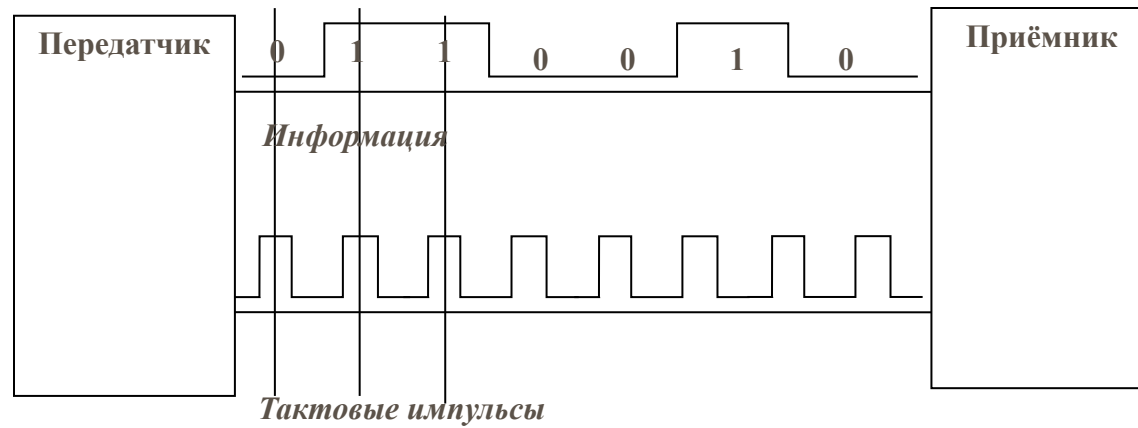 Передатчик
Приёмник
0 1 1 0 0 1 0
Информация
Тактовые импульсы